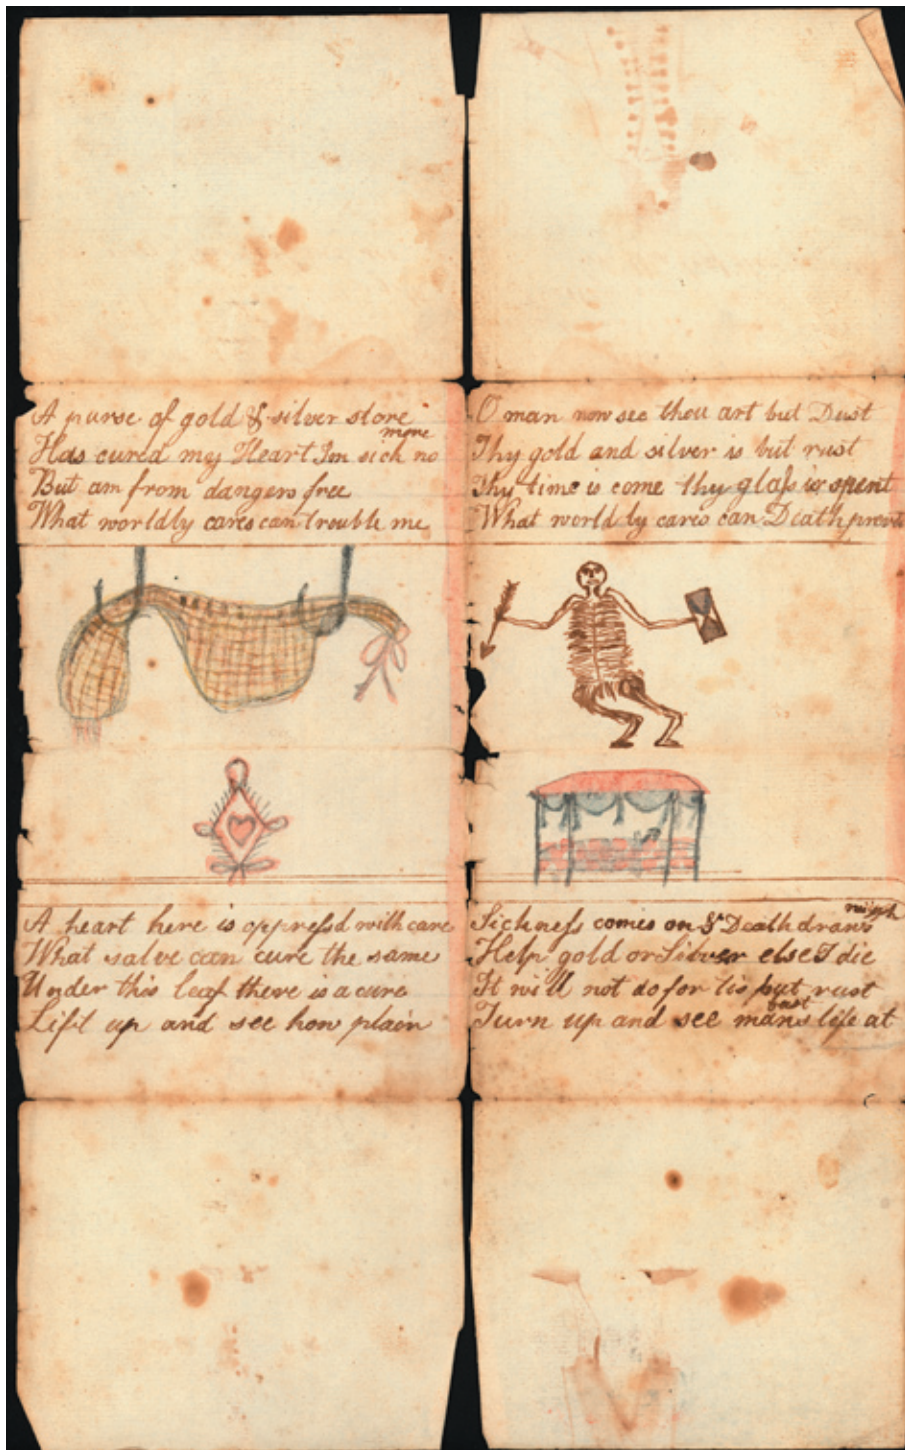 A purse of gold & silver store
Has cured my Heart Im sick no more
But am from dangers free
What worldly cares can trouble me
A heart here is oppreſsd with care
What salve can cure the same
Under this leaf there is a cure
Lift up and see how plain
O man now see thou art but Dust
Thy gold and silver is but rust
Thy time is come thy glaſs is spent
What worldly cares can Death
Sickneſs comes on & Death draws
Help gold or Silver else I die
It will not do for tis but rust
Turn up and see mans life at best